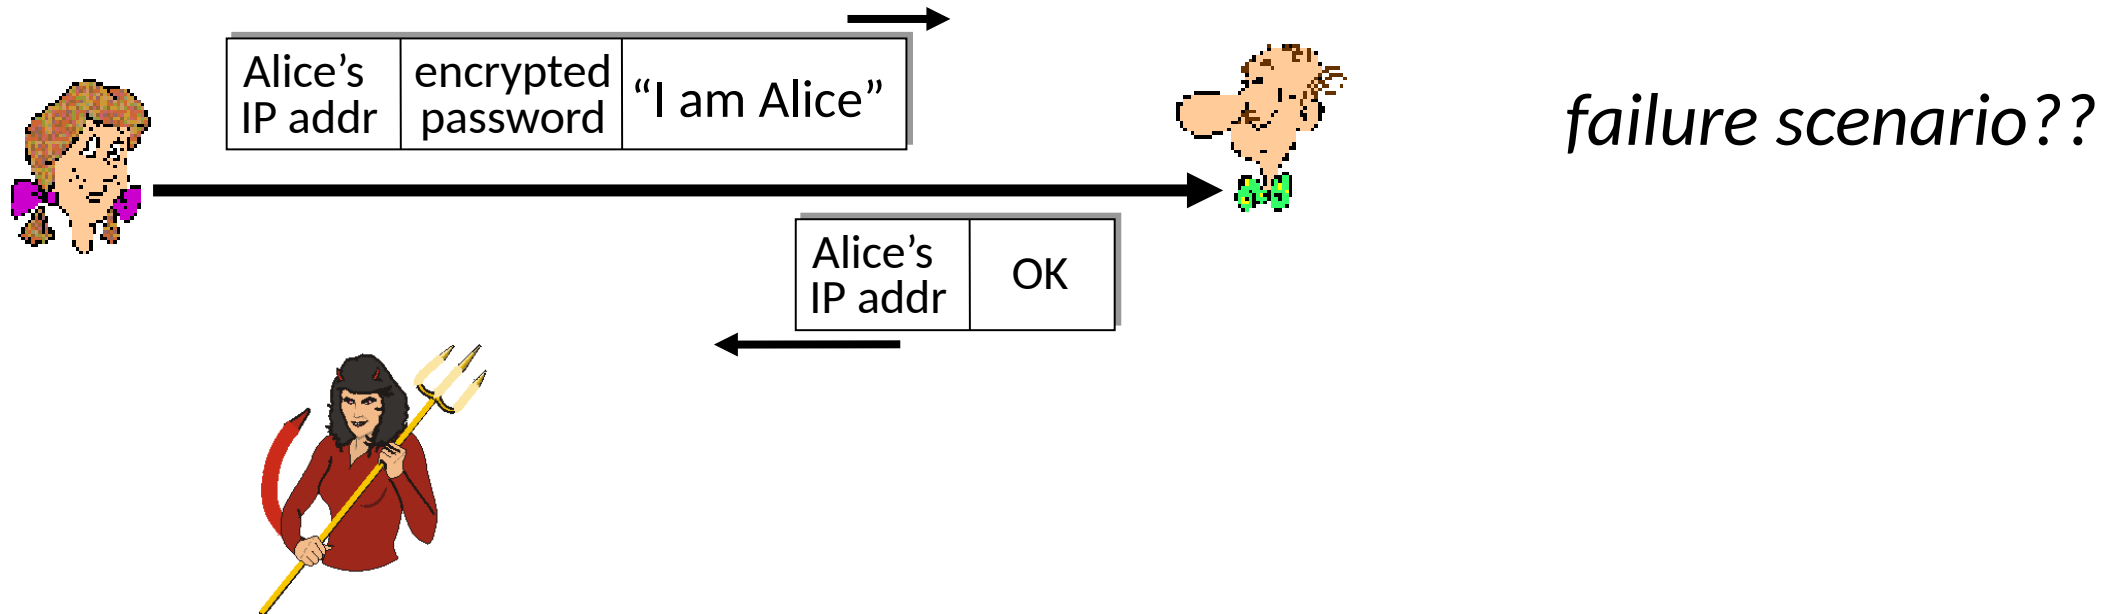 Alice’s
IP addr
encrypted
password
“I am Alice”
failure scenario??
Alice’s
IP addr
OK